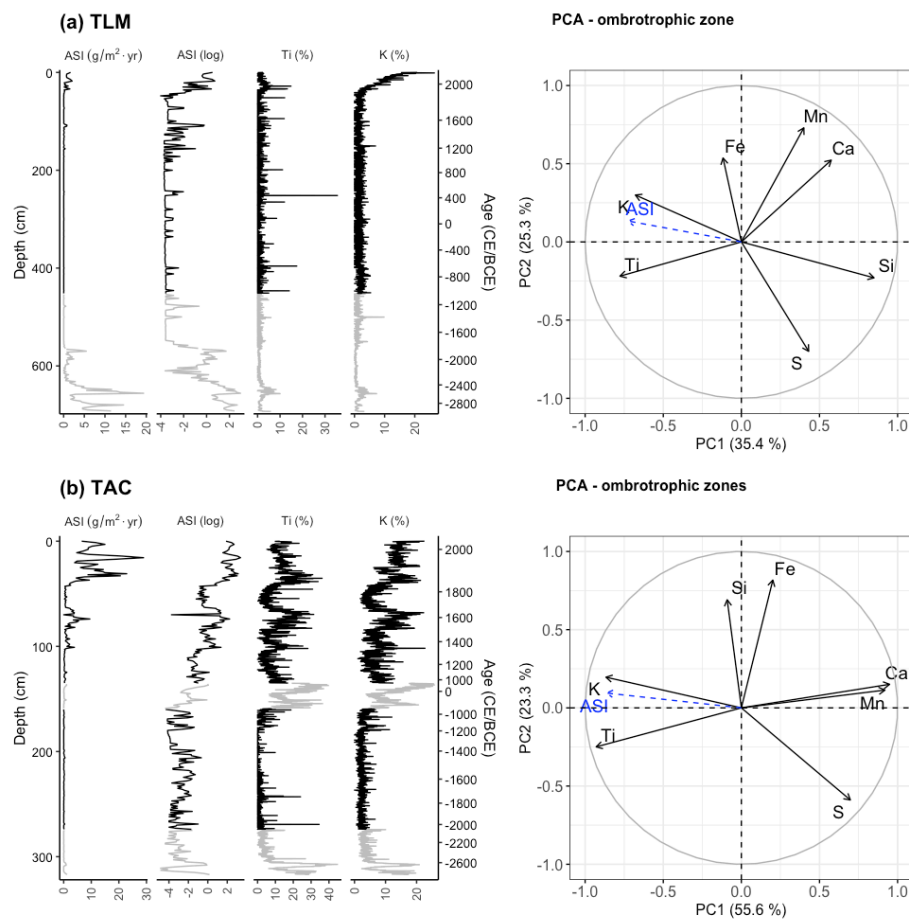 (a) TLM
PCA - ombrotrophic zone
ASI (g/m²·yr) ASI (log) Ti (%) K (%)
0
200
400
600
Depth (cm)
2000
1600
1200
400
0
-400
-800
-1200
-1600
-2000
-2400
-2800
Age (CE/BCE)
0 5 10 15 20
-4 -2 0 2
0 10 20 30
0 10 20
1.0
0.5
0.0
-0.5
-1.0
PC2 (25.3 %)
Mn
Fe
Ca
K
ASI
Ti
Si
S
-1.0 -0.5 0.0 0.5 1.0
PC1 (35.4 %)
(b) TAC
PCA - ombrotrophic zones
ASI (g/m²·yr) ASI (log) Ti (%) K (%)
0
100
200
300
Depth (cm)
2000
1800
1600
1400
1200
1000
0
-1000
-1200
-1400
-1600
-1800
-2000
-2600
Age (CE/BCE)
0 5 10 15 20 25
-4 -2 0 2
0 10 20 30 40
0 5 10 15 20
1.0
0.5
0.0
-0.5
-1.0
PC2 (23.3 %)
Fe
Si
Ca
Mn
K
ASI
Ti
S
-1.0 -0.5 0.0 0.5 1.0
PC1 (55.6 %)